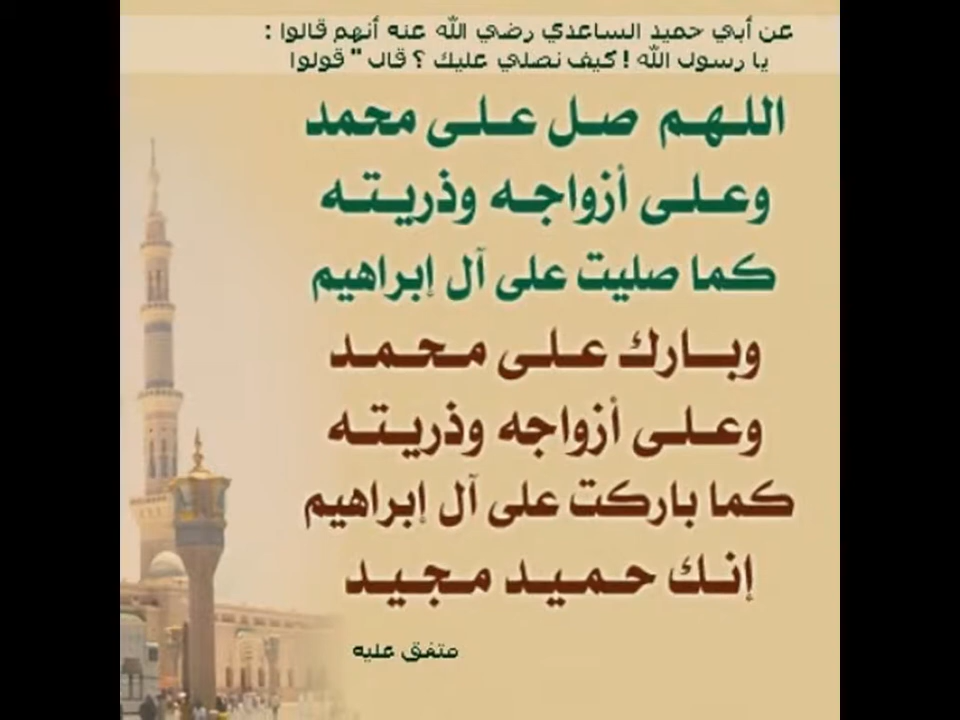 عن أبي حميد الساعدي رضي الله عنه أنهم قالوا :
يا رسول الله ! كيف نصلي عليك ؟ قال " قولوا
اللهم صل على محمد
وعلى أزواجه وذريته
كما صليت على آل إبراهيم
وبارك على محمد
وعلى أزواجه وذريته
كما باركت على آل إبراهيم
إنك حميد مجيد
متفق عليه